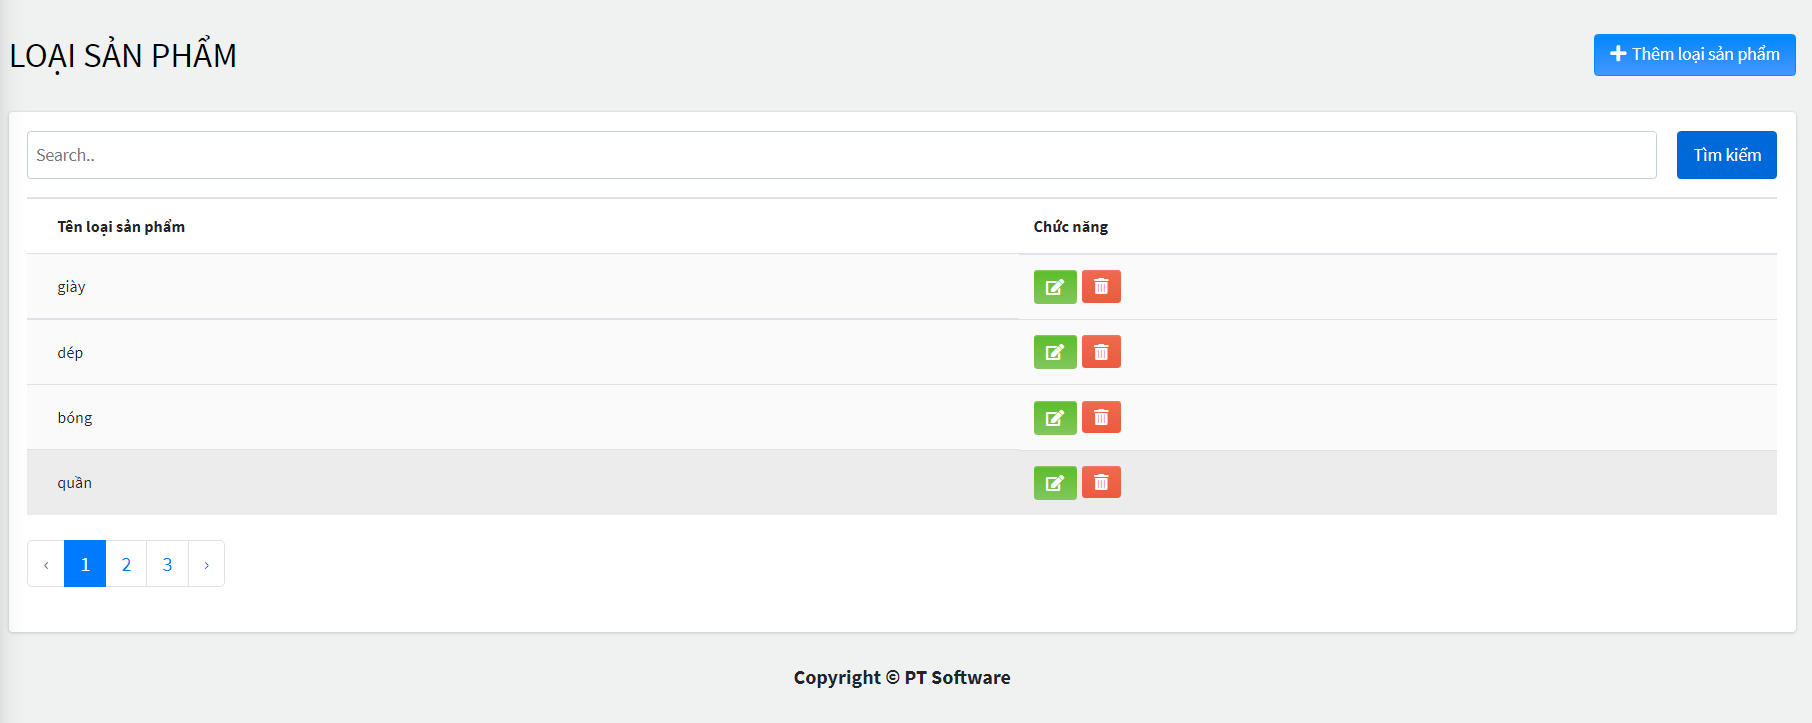 LOẠI SẢN PHẨM
Thêm loại sản phẩm
Search..
Tìm kiếm
Tên loại sản phẩm
Chức năng
giày
dép
bóng
quần
‹ 1 2 3 ›
Copyright © PT Software